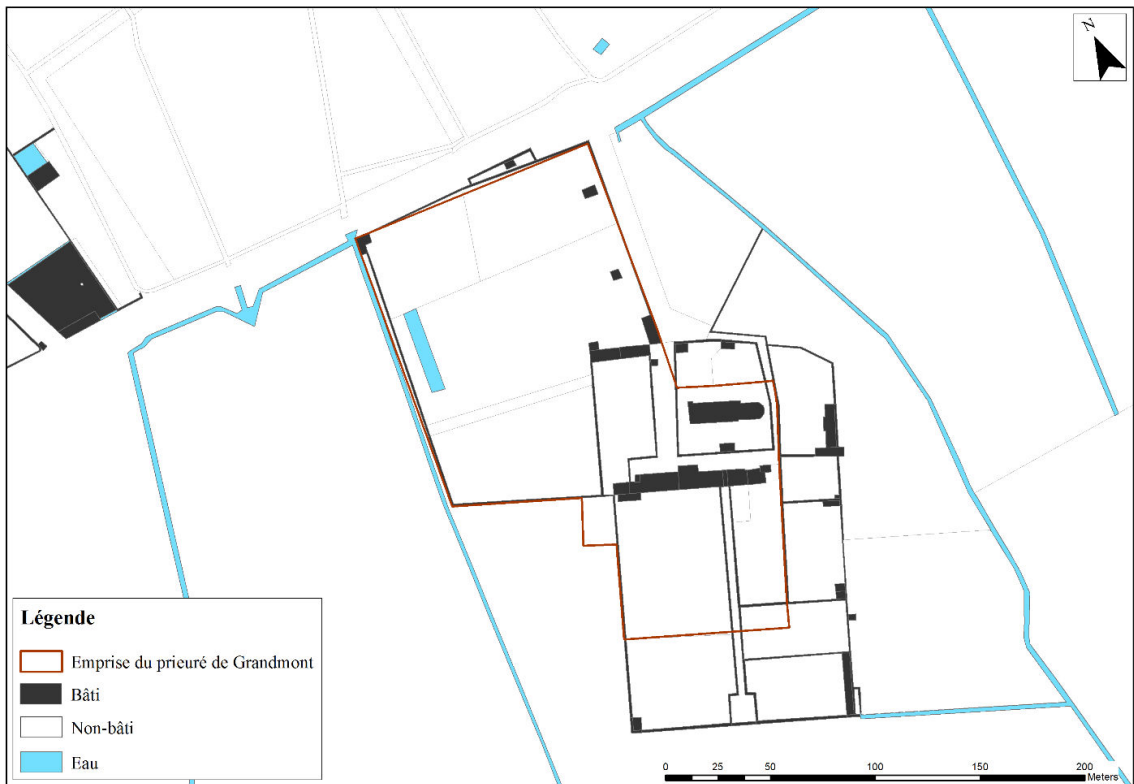 N
Légende
Emprise du prieuré de Grandmont
Bâti
Non-bâti
Eau
0 25 50 100 150 200
Meters